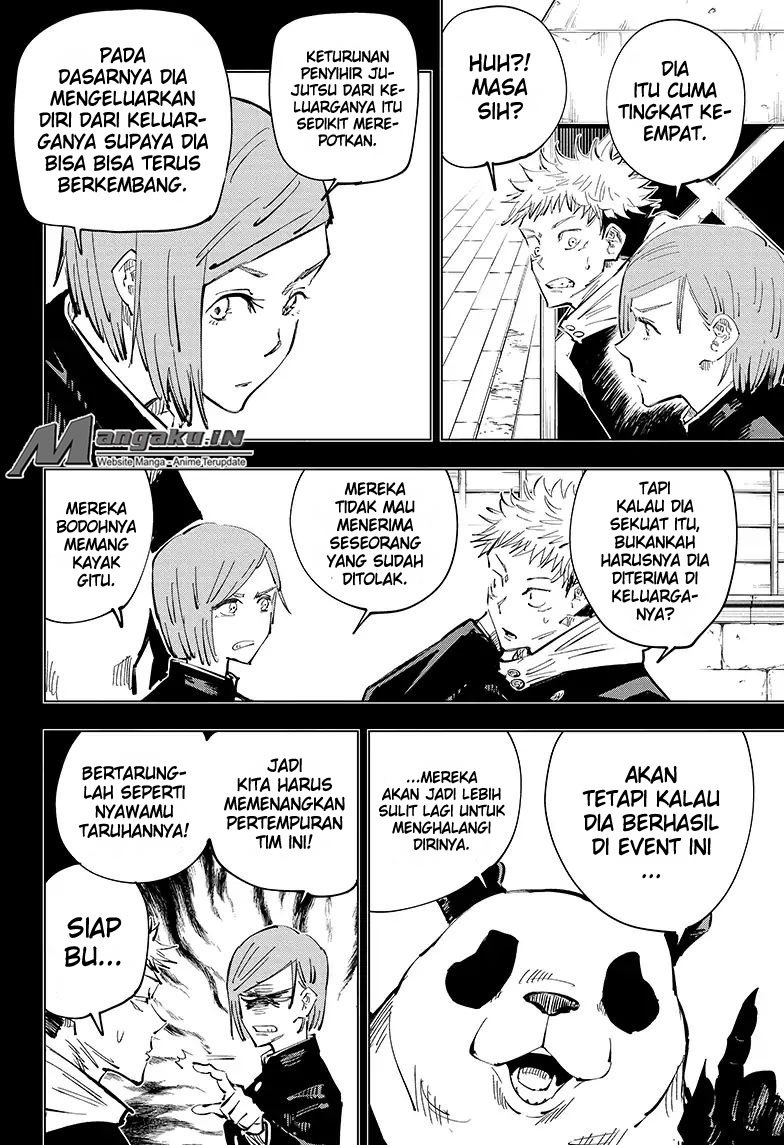 DIA
ITU CUMA
TINGKAT KE-
EMPAT.
HUH?!
MASA
SIH?
KETURUNAN
PENYIHIR JU-
JUTSU DARI KE-
LUARGANYA ITU
SEDIKIT MERE-
POTKAN.
PADA
DASARNYA DIA
MENGELUARKAN
DIRI DARI KELUAR-
GANYA SUPAYA DIA
BISA BISA TERUS
BERKEMBANG.
MANGAKU.IN
Website Manga - Anime Terupdate
TAPI
KALAU DIA
SEKUAT ITU,
BUKANKAH
HARUSNYA DIA
DITERIMA DI
KELUARGA-
NYA?
MEREKA
TIDAK MAU
MENERIMA
SESEORANG
YANG SUDAH
DITOLAK.
MEREKA
BODOHNYA
MEMANG
KAYAK
GITU.
AKAN
TETAPI KALAU
DIA BERHASIL
DI EVENT INI
...
...MEREKA
AKAN JADI LEBIH
SULIT LAGI UNTUK
MENGHALANGI
DIRINYA.
JADI
KITA HARUS
MEMENANGKAN
PERTEMPURAN
TIM INI!
BERTARUNG-
LAH SEPERTI
NYAWAMU
TARUHANNYA!
SIAP
BU...